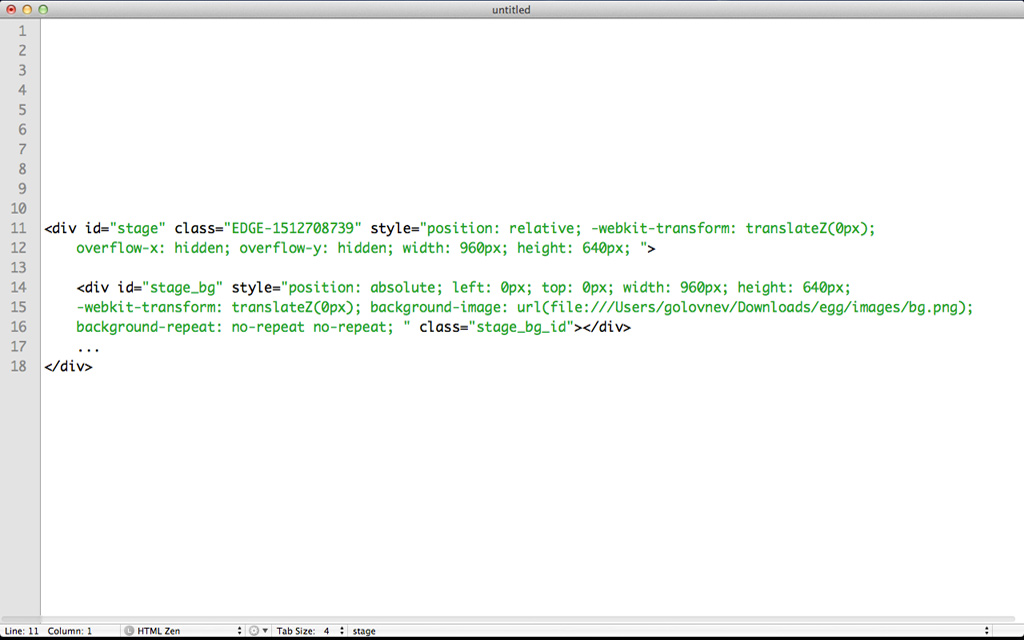 untitled
1
2
3
4
5
6
7
8
9
10
11 <div id="stage" class="EDGE-1512708739" style="position: relative; -webkit-transform: translateZ(0px);
12 overflow-x: hidden; overflow-y: hidden; width: 960px; height: 640px; ">
13
14 <div id="stage_bg" style="position: absolute; left: 0px; top: 0px; width: 960px; height: 640px;
15 -webkit-transform: translateZ(0px); background-image: url(file:///Users/golovnev/Downloads/egg/images/bg.png);
16 background-repeat: no-repeat no-repeat; " class="stage_bg_id"></div>
17 ...
18 </div>
Line: 11 Column: 1 L HTML Zen Tab Size: 4 stage